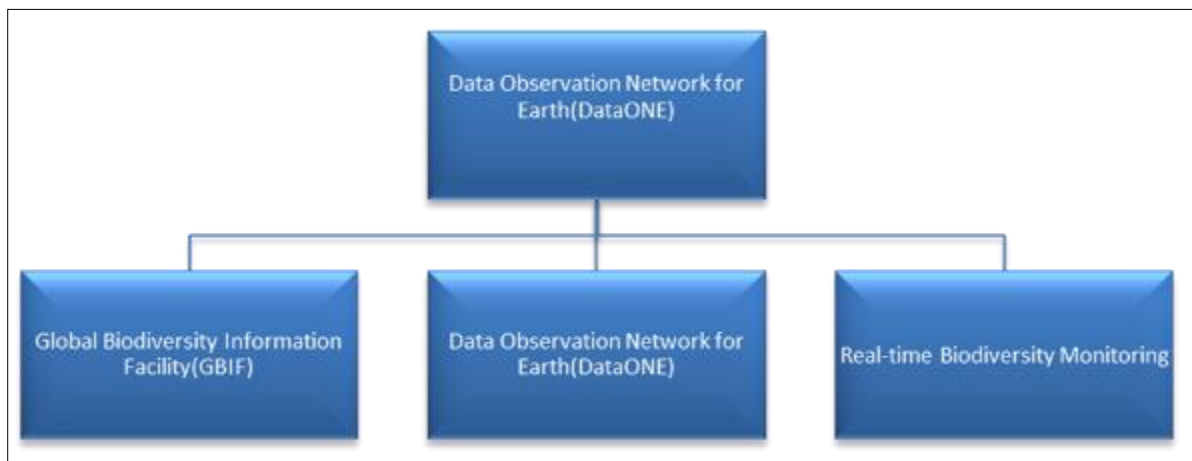 Data Observation Network for
Earth(DataONE)
Global Biodiversity Information
Facility(GBIF)
Data Observation Network for
Earth(DataONE)
Real-time Biodiversity Monitoring